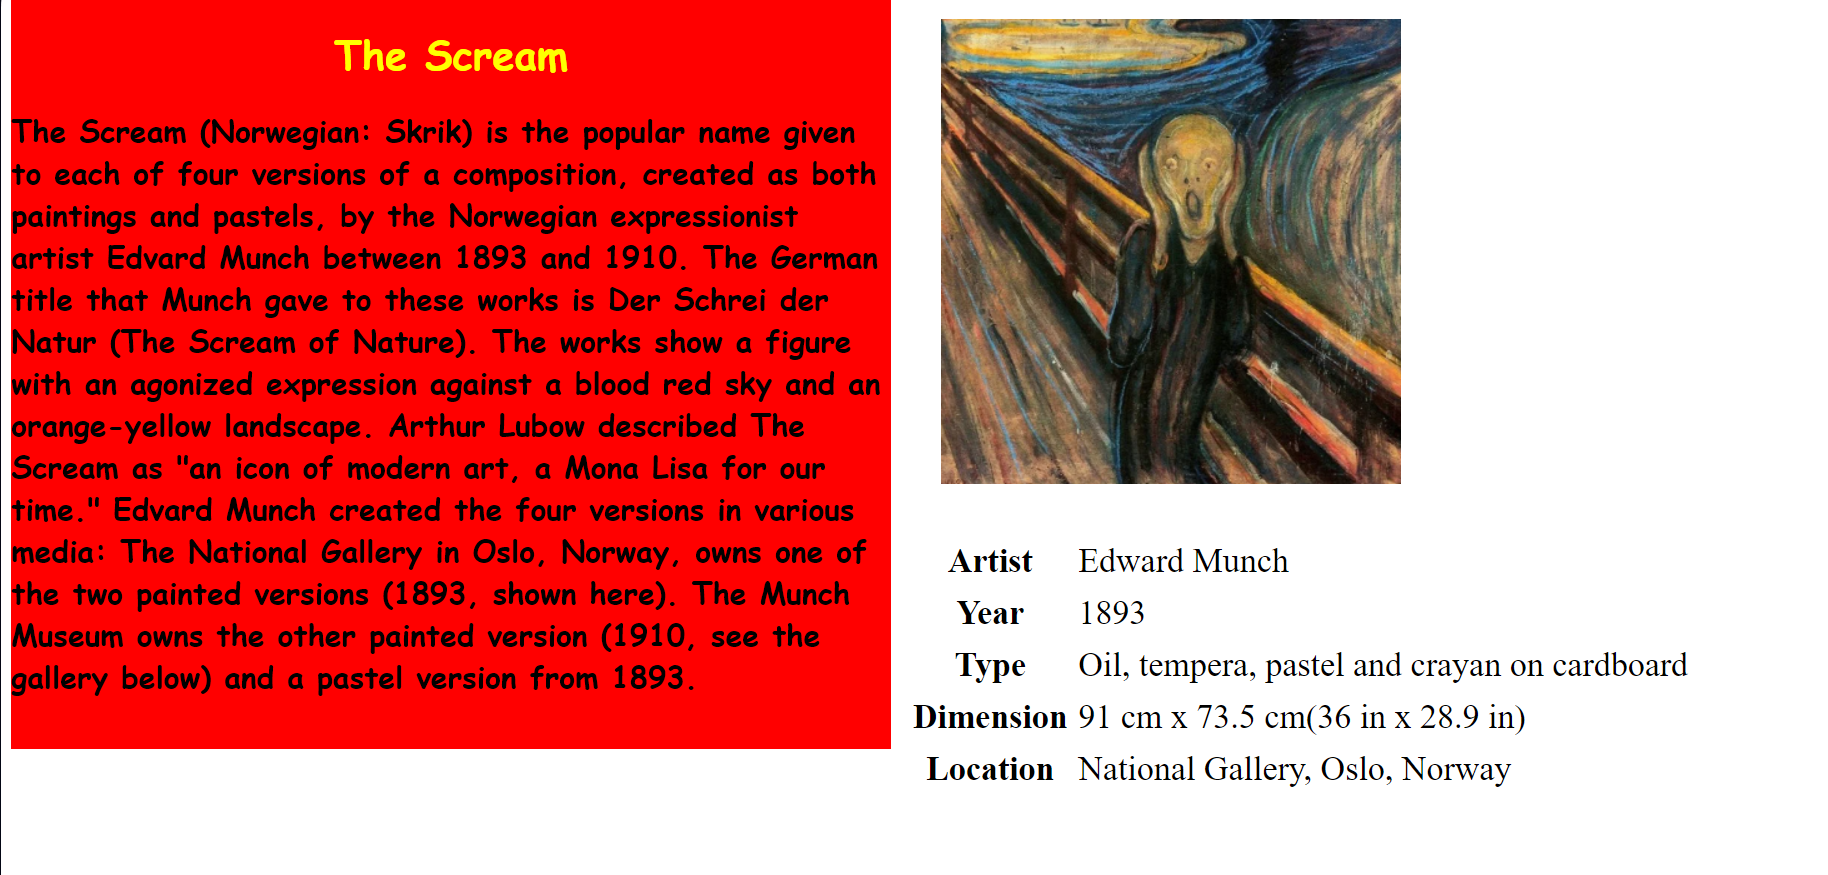 The Scream
The Scream (Norwegian: Skrik) is the popular name given
to each of four versions of a composition, created as both
paintings and pastels, by the Norwegian expressionist
artist Edvard Munch between 1893 and 1910. The German
title that Munch gave to these works is Der Schrei der
Natur (The Scream of Nature). The works show a figure
with an agonized expression against a blood red sky and an
orange-yellow landscape. Arthur Lubow described The
Scream as "an icon of modern art, a Mona Lisa for our
time." Edvard Munch created the four versions in various
media: The National Gallery in Oslo, Norway, owns one of
the two painted versions (1893, shown here). The Munch
Museum owns the other painted version (1910, see the
gallery below) and a pastel version from 1893.
Artist Edward Munch
Year 1893
Type Oil, tempera, pastel and crayan on cardboard
Dimension 91 cm x 73.5 cm(36 in x 28.9 in)
Location National Gallery, Oslo, Norway